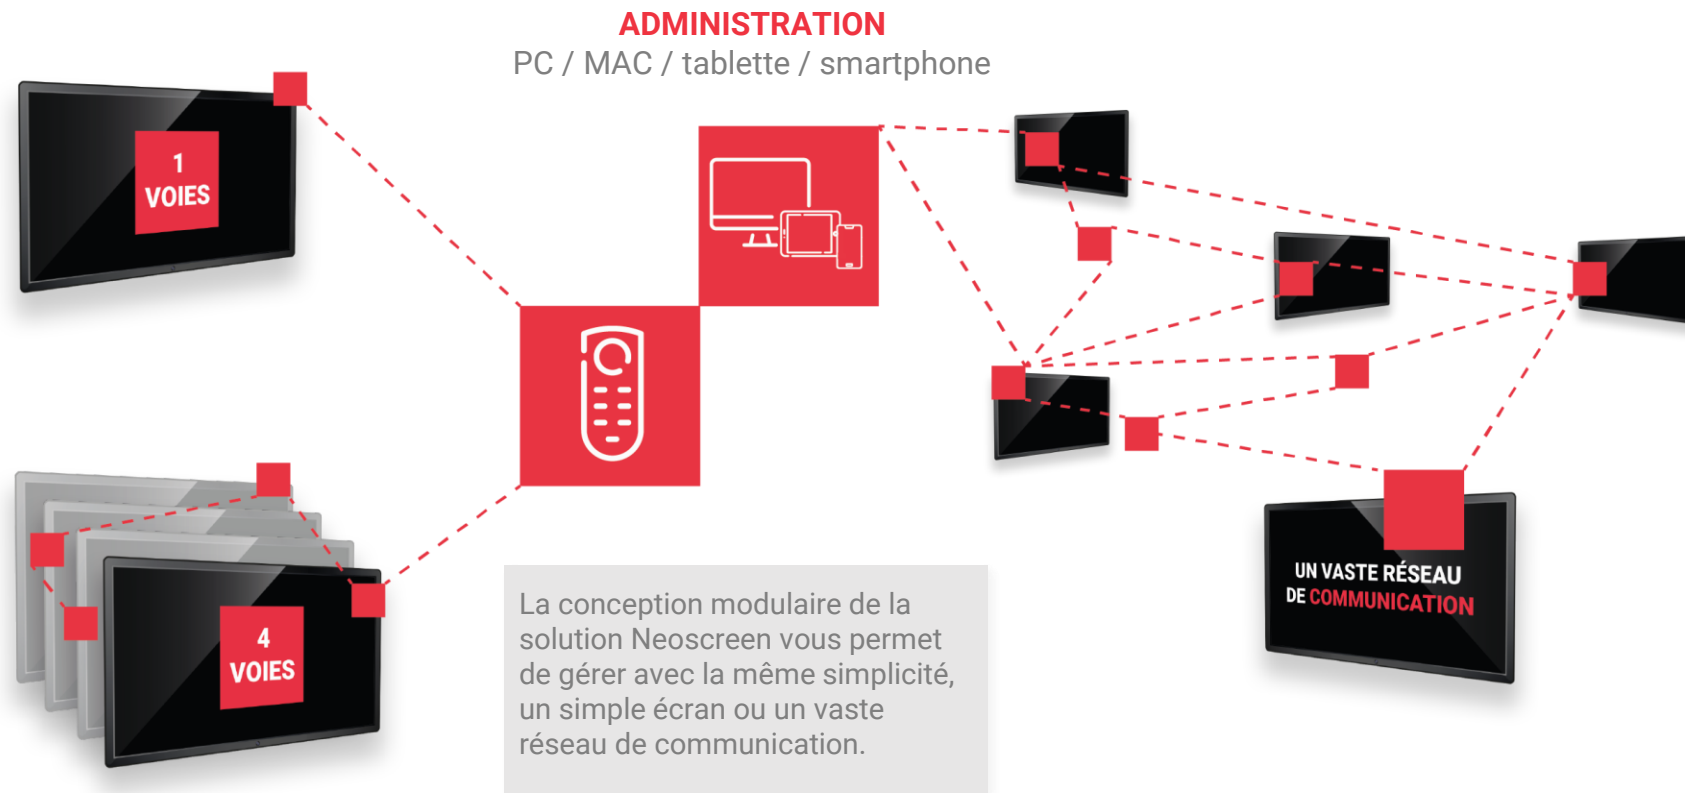 ADMINISTRATION
PC / MAC / tablette / smartphone
1
VOIES
4
VOIES
La conception modulaire de la
solution Neoscreen vous permet
de gérer avec la même simplicité,
un simple écran ou un vaste
réseau de communication.
UN VASTE RÉSEAU
DE COMMUNICATION